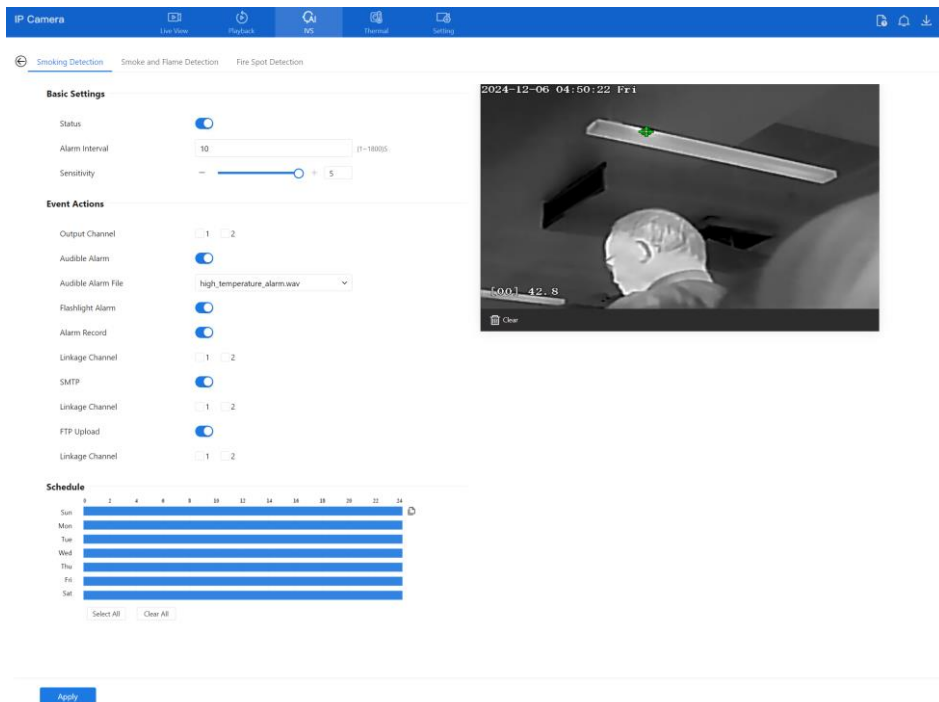 IP Camera
Live View Playback IVS Thermal Setting
Smoking Detection Smoke and Flame Detection Fire Spot Detection
Basic Settings
Status
Alarm Interval 10 (1~1800)S
Sensitivity − + 5
Event Actions
Output Channel 1 2
Audible Alarm
Audible Alarm File high_temperature_alarm.wav
Flashlight Alarm
Alarm Record
Linkage Channel 1 2
SMTP
Linkage Channel 1 2
FTP Upload
Linkage Channel 1 2
Schedule
0 2 4 6 8 10 12 14 16 18 20 22 24
Sun
Mon
Tue
Wed
Thu
Fri
Sat
Select All Clear All
Apply
2024-12-06 04:50:22 Fri
[00] 42.8
Clear